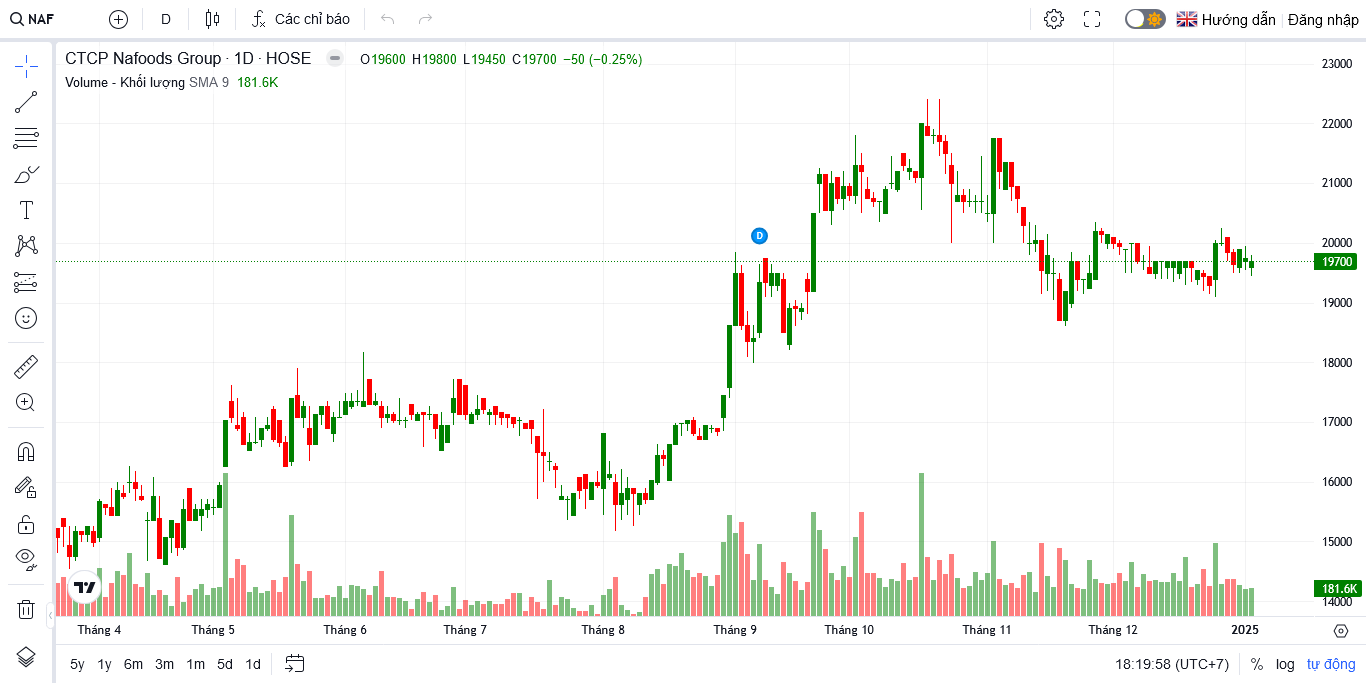 NAF D Các chỉ báo Hướng dẫn Đăng nhập
CTCP Nafoods Group · 1D · HOSE O19600 H19800 L19450 C19700 −50 (−0.25%)
Volume - Khối lượng SMA 9 181.6K
23000
22000
21000
D
20000
19700
19000
18000
17000
16000
15000
181.6K
14000
Tháng 4 Tháng 5 Tháng 6 Tháng 7 Tháng 8 Tháng 9 Tháng 10 Tháng 11 Tháng 12 2025
5y 1y 6m 3m 1m 5d 1d 18:19:58 (UTC+7) % log tự động